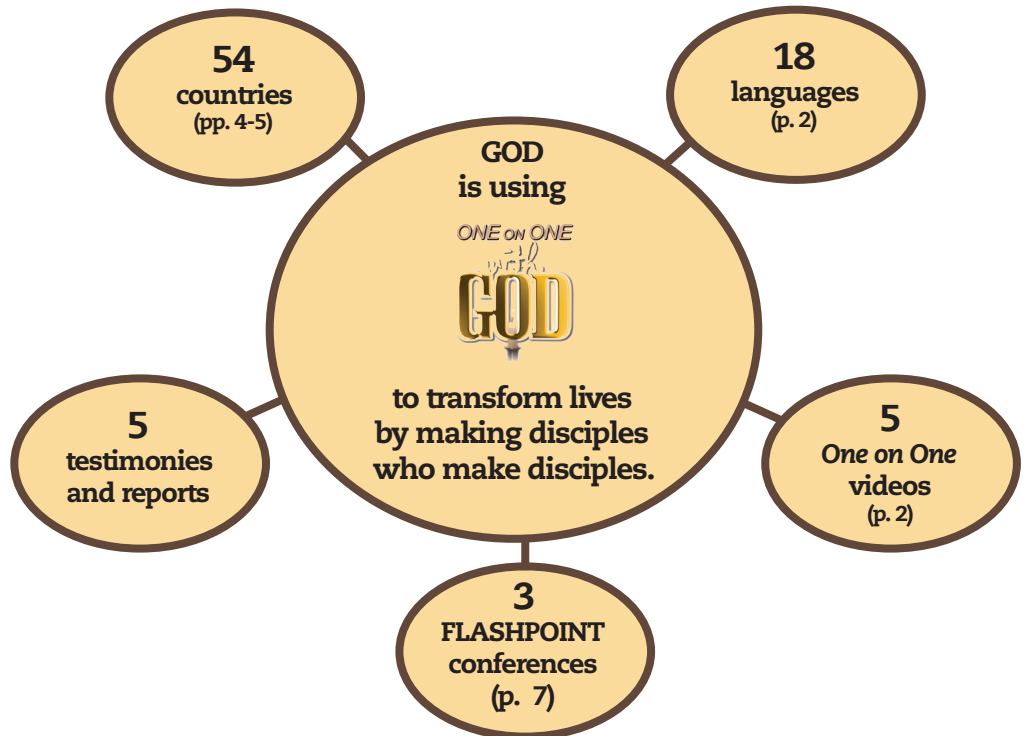 54
countries
(pp. 4-5)
18
languages
(p. 2)
GOD
is using
ONE ON ONE
with
GOD
to transform lives
by making disciples
who make disciples.
5
testimonies
and reports
5
One on One
videos
(p. 2)
3
FLASHPOINT
conferences
(p. 7)